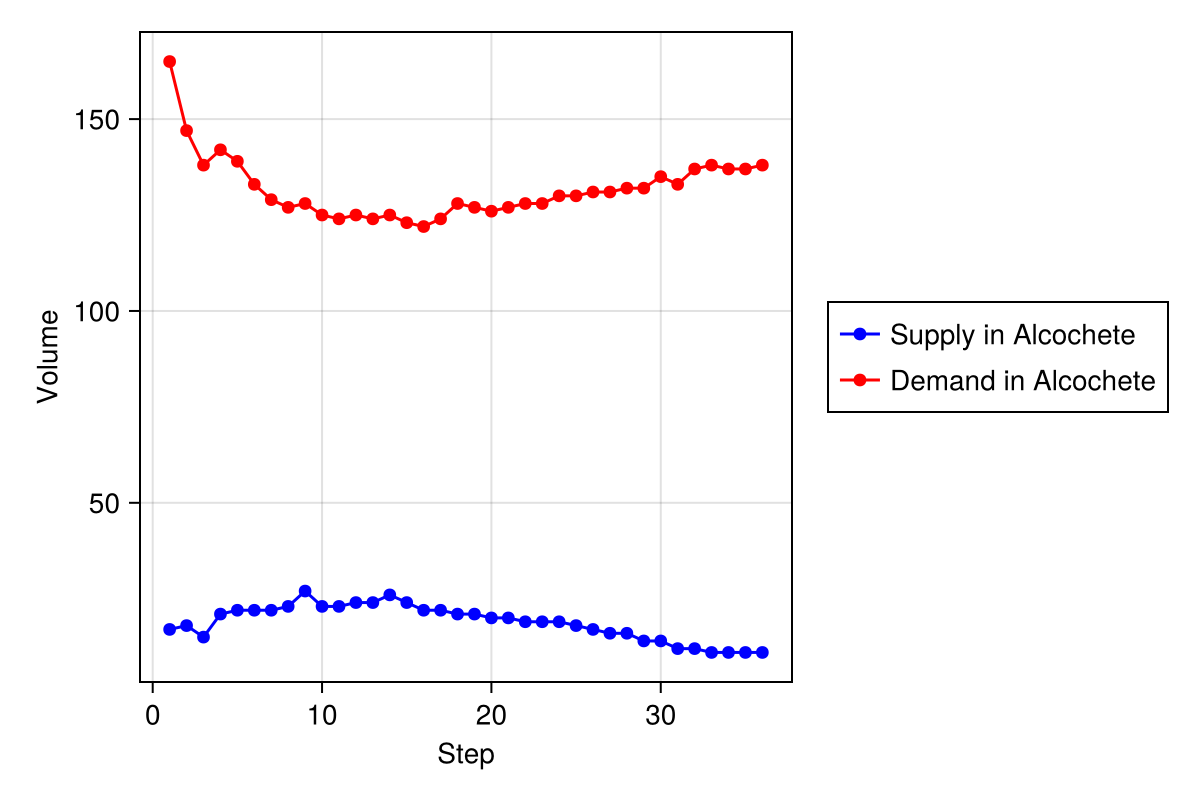 150
100
50
Volume
0 10 20 30
Step
Supply in Alcochete
Demand in Alcochete